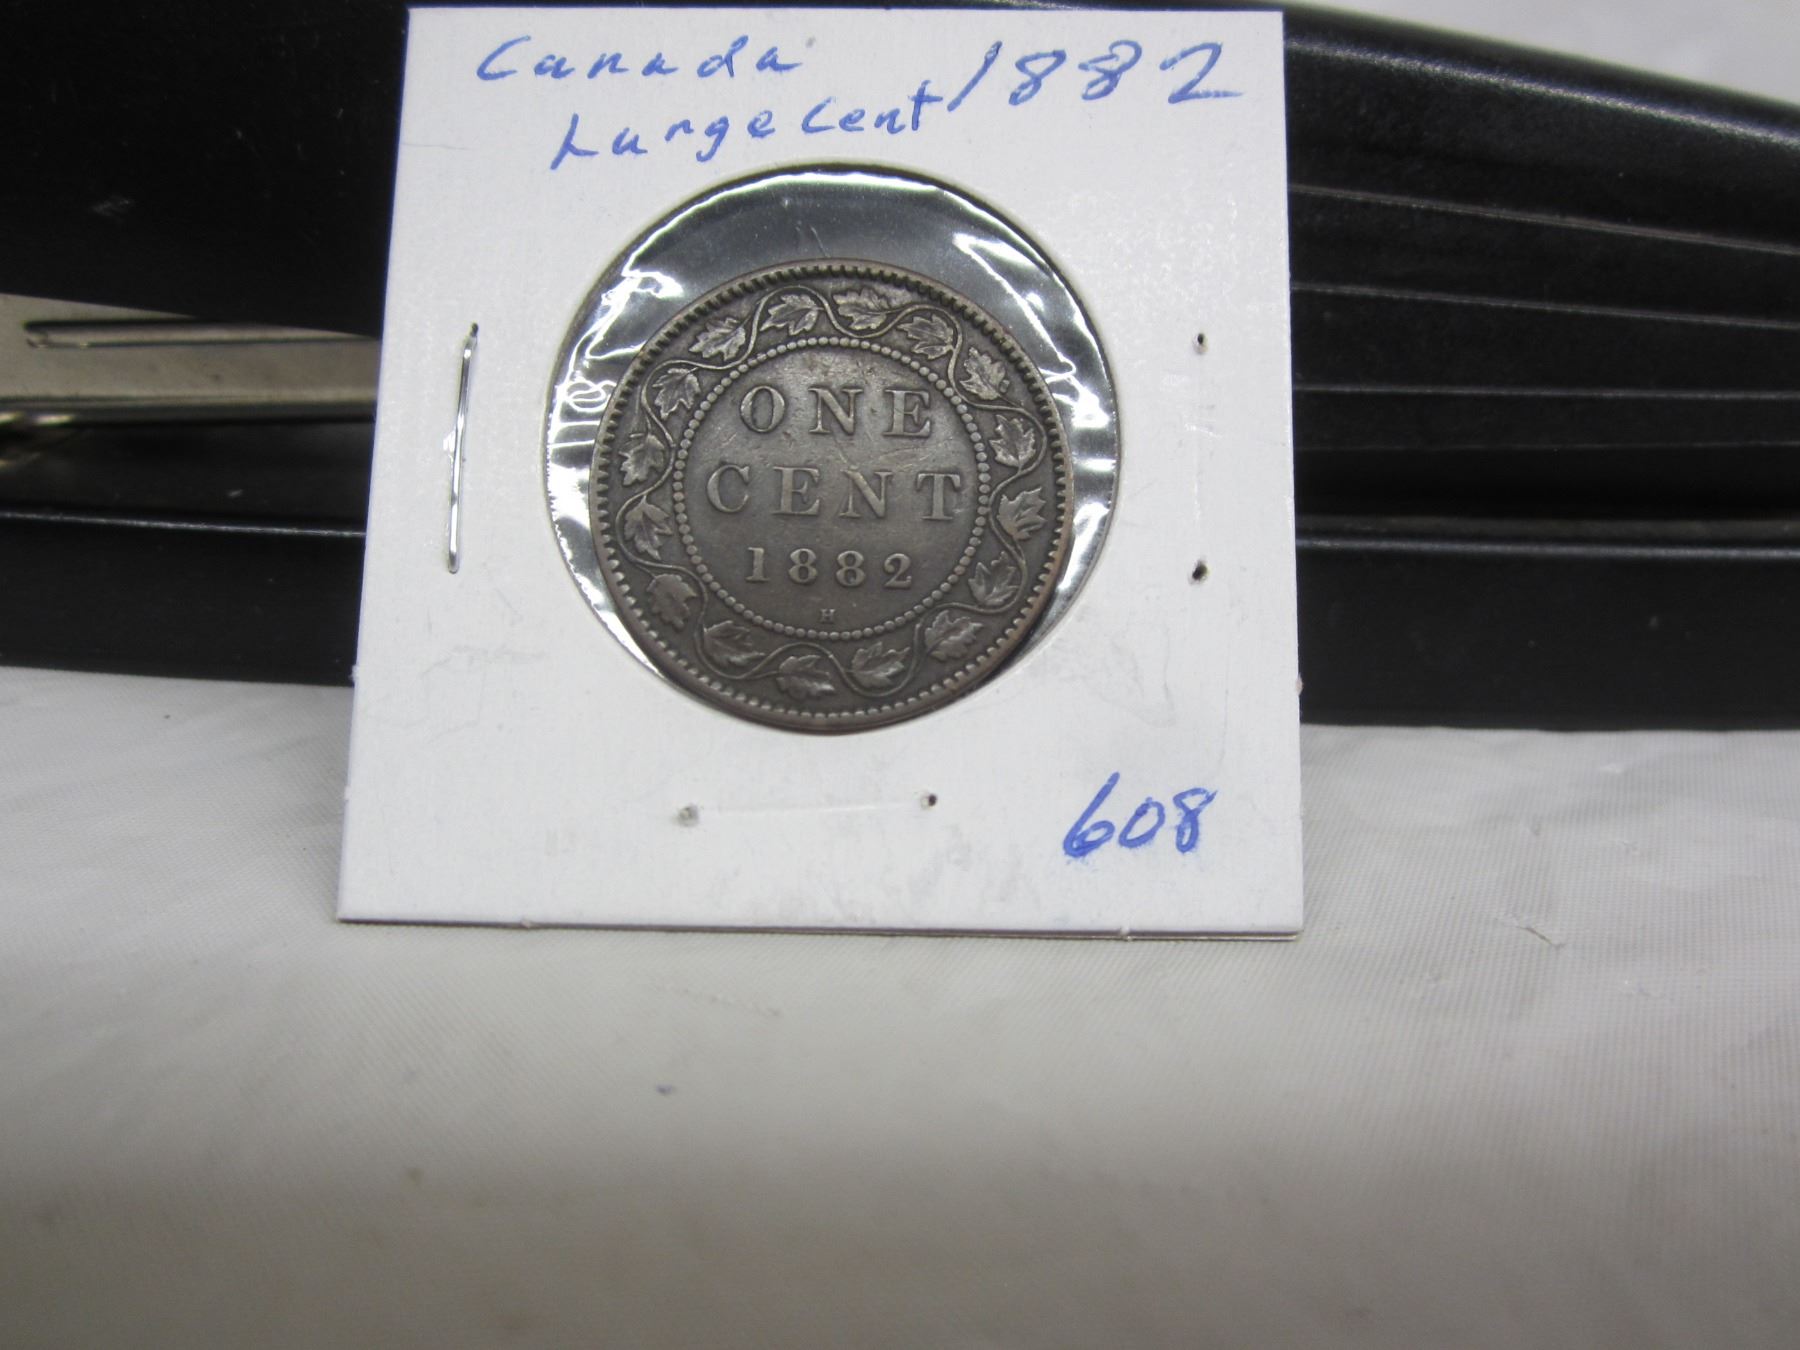 Canada 1882
Large Cent
ONE
CENT
1882
H
608